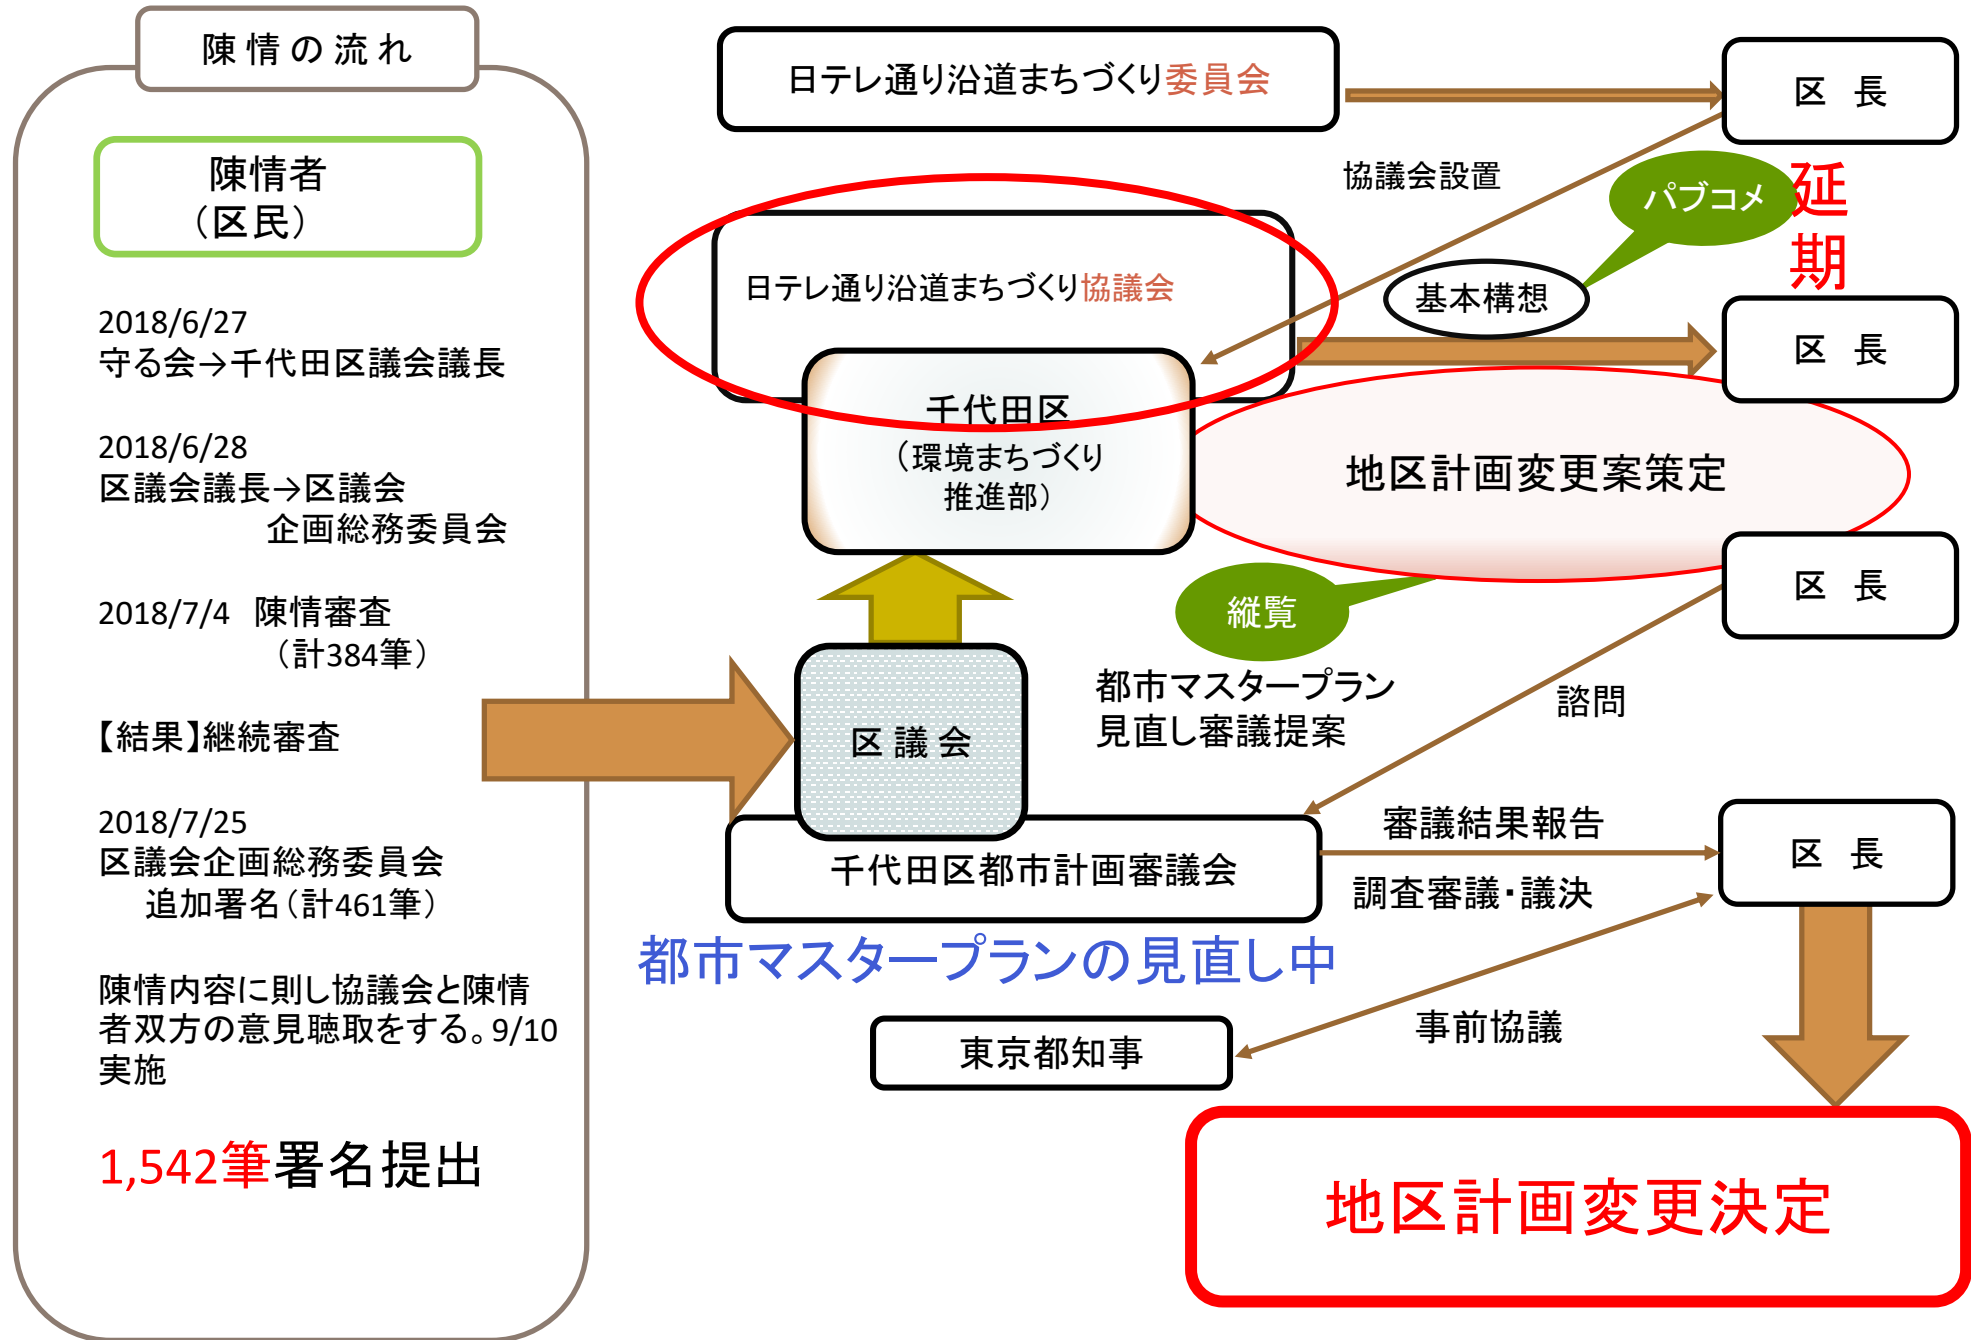 陳情の流れ
陳情者
（区民）
2018/6/27
守る会→千代田区議会議長
2018/6/28
区議会議長→区議会
企画総務委員会
2018/7/4　陳情審査
（計384筆）
【結果】継続審査
2018/7/25
区議会企画総務委員会
追加署名（計461筆）
陳情内容に則し協議会と陳情
者双方の意見聴取をする。9/10
実施
1,542筆署名提出
日テレ通り沿道まちづくり委員会
区　長
協議会設置
パブコメ
延
期
日テレ通り沿道まちづくり協議会
基本構想
区　長
千代田区
（環境まちづくり
推進部）
地区計画変更案策定
区　長
縦覧
都市マスタープラン
見直し審議提案
諮問
区議会
千代田区都市計画審議会
審議結果報告
調査審議・議決
区　長
都市マスタープランの見直し中
東京都知事
事前協議
地区計画変更決定